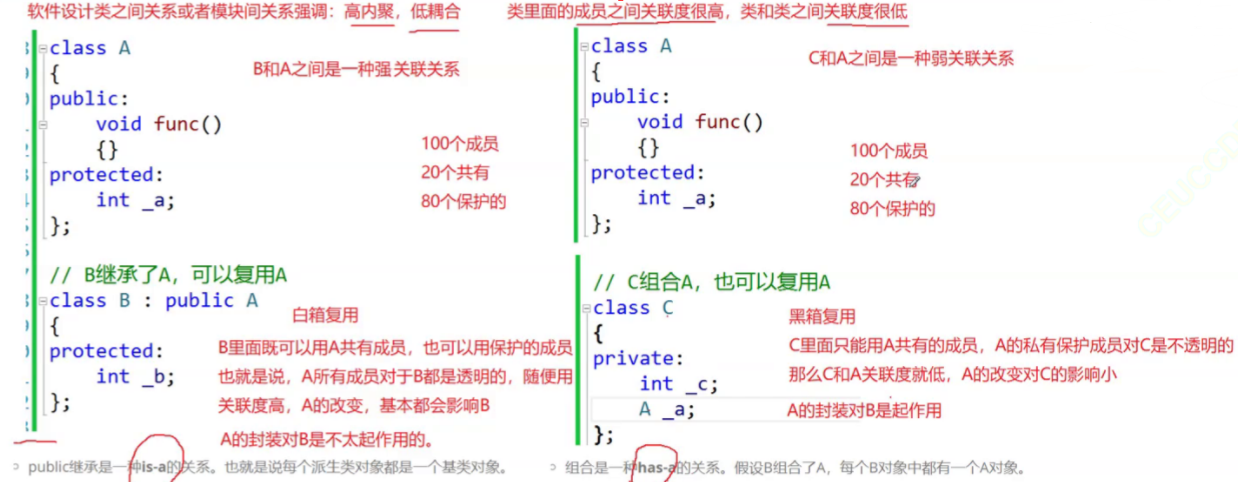 软件设计类之间关系或者模块间关系强调：高内聚，低耦合
类里面的成员之间关联度很高，类和类之间关联度很低
class A
{
B和A之间是一种强关联关系
public:
void func()
{}
100个成员
protected:
20个共有
int _a;
80个保护的
};
// B继承了A，可以复用A
class B : public A
白箱复用
{
protected:
B里面既可以用A共有成员，也可以用保护的成员
int _b;
也就是说，A所有成员对于B都是透明的，随便用
};
关联度高，A的改变，基本都会影响B
A的封装对B是不太起作用的。
public继承是一种is-a的关系。也就是说每个派生类对象都是一个基类对象。
class A
C和A之间是一种弱关联关系
{
public:
void func()
{}
100个成员
protected:
20个共有
int _a;
80个保护的
};
// C组合A，也可以复用A
class C
黑箱复用
{
C里面只能用A共有的成员，A的私有保护成员对C是不透明的
private:
那么C和A关联度就低，A的改变对C的影响小
int _c;
A _a;
A的封装对B是起作用
};
组合是一种has-a的关系。假设B组合了A，每个B对象中都有一个A对象。